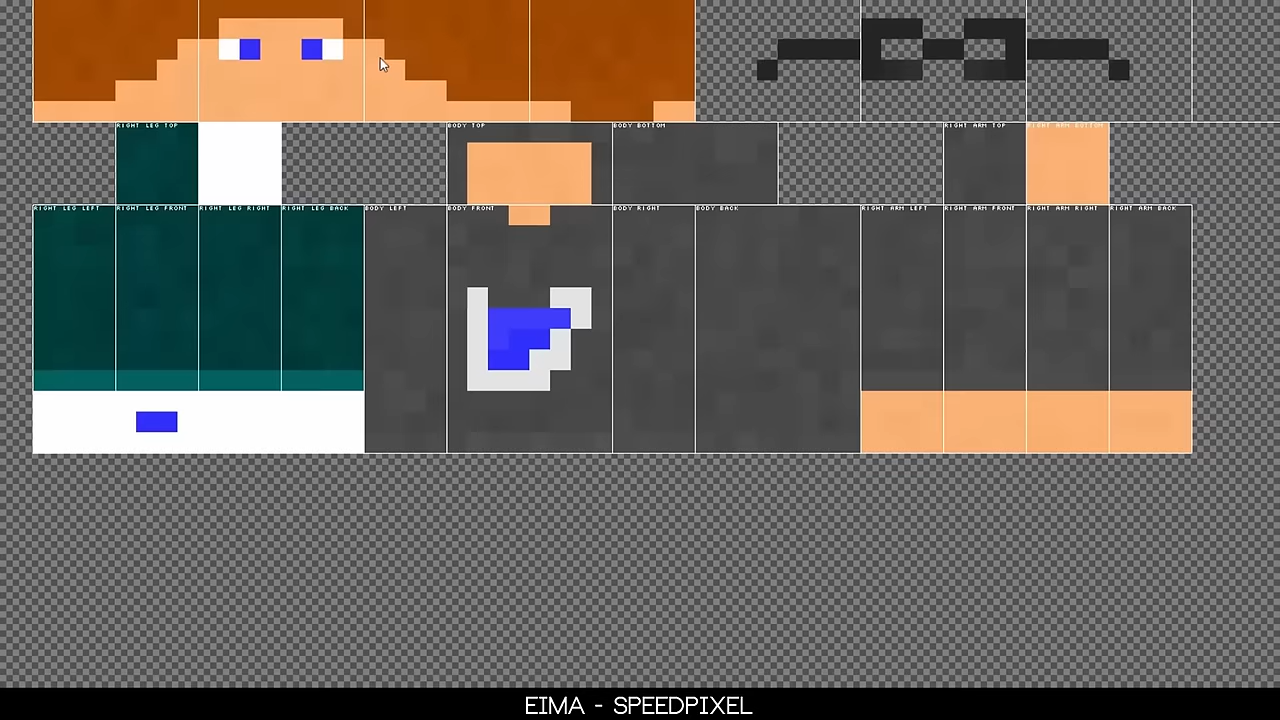 RIGHT LEG TOP
BODY TOP
BODY BOTTOM
RIGHT ARM TOP
RIGHT ARM BOTTOM
RIGHT LEG LEFT
RIGHT LEG FRONT
RIGHT LEG RIGHT
RIGHT LEG BACK
BODY LEFT
BODY FRONT
BODY RIGHT
BODY BACK
RIGHT ARM LEFT
RIGHT ARM FRONT
RIGHT ARM RIGHT
RIGHT ARM BACK
EIMA - SPEEDPIXEL